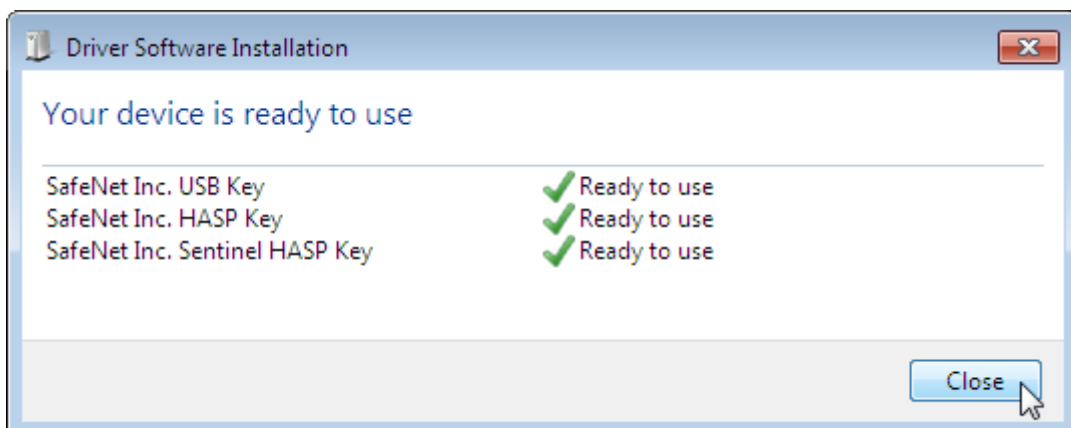 Driver Software Installation
Your device is ready to use
SafeNet Inc. USB Key Ready to use
SafeNet Inc. HASP Key Ready to use
SafeNet Inc. Sentinel HASP Key Ready to use
Close